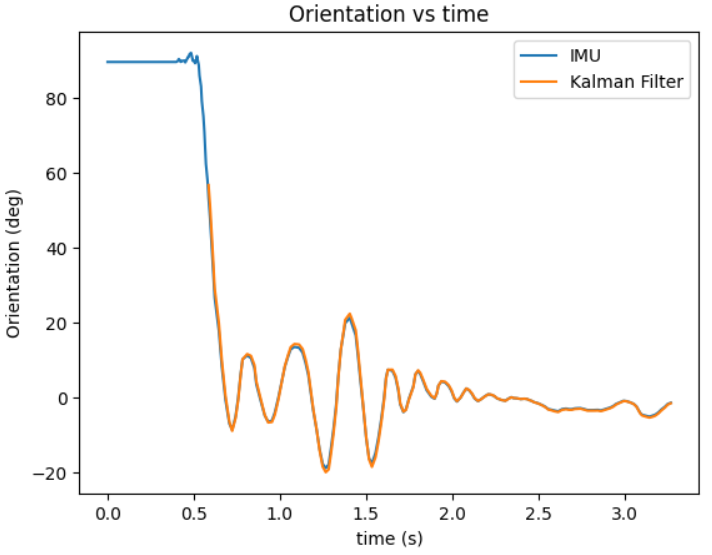 Orientation vs time
IMU
Kalman Filter
80
60
40
20
0
−20
Orientation (deg)
0.0 0.5 1.0 1.5 2.0 2.5 3.0
time (s)